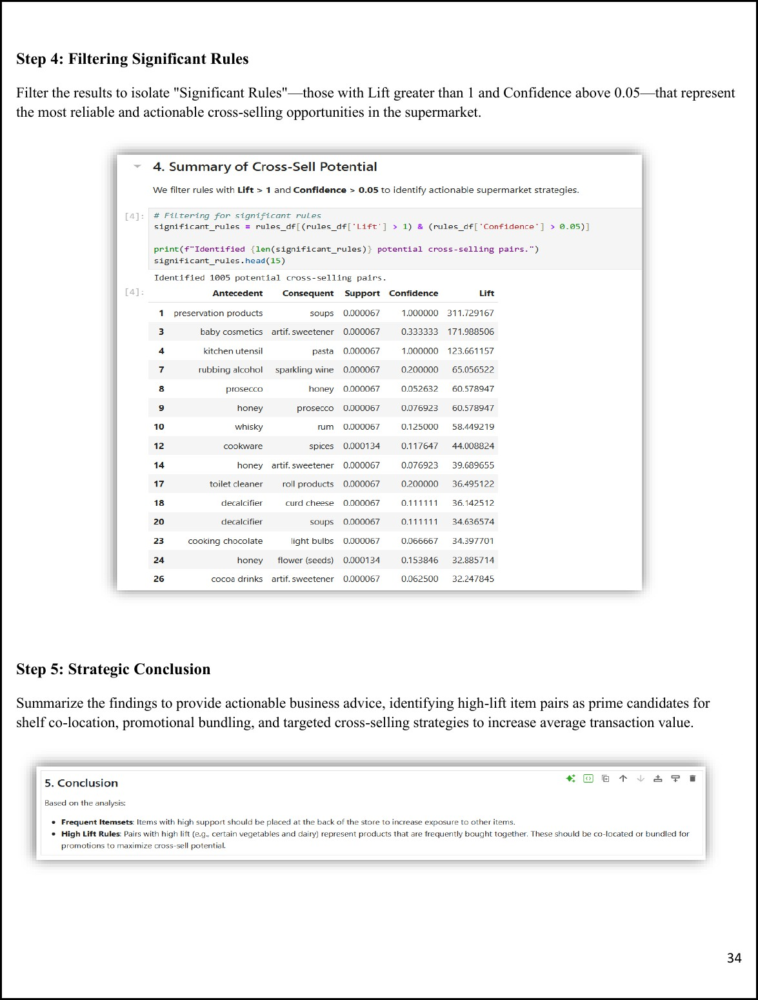 Step 4: Filtering Significant Rules
Filter the results to isolate "Significant Rules"—those with Lift greater than 1 and Confidence above 0.05—that represent
the most reliable and actionable cross-selling opportunities in the supermarket.
4. Summary of Cross-Sell Potential
We filter rules with Lift > 1 and Confidence > 0.05 to identify actionable supermarket strategies.
[4]: # Filtering for significant rules
significant_rules = rules_df[(rules_df['Lift'] > 1) & (rules_df['Confidence'] > 0.05)]
print(f"Identified {len(significant_rules)} potential cross-selling pairs.")
significant_rules.head(15)
Identified 1005 potential cross-selling pairs.
[4]: Antecedent Consequent Support Confidence Lift
1 preservation products soups 0.000067 1.000000 311.729167
3 baby cosmetics artif. sweetener 0.000067 0.333333 171.988506
4 kitchen utensil pasta 0.000067 1.000000 123.661157
7 rubbing alcohol sparkling wine 0.000067 0.200000 65.056522
8 prosecco honey 0.000067 0.052632 60.578947
9 honey prosecco 0.000067 0.076923 60.578947
10 whisky rum 0.000067 0.125000 58.449219
12 cookware spices 0.000134 0.117647 44.008824
14 honey artif. sweetener 0.000067 0.076923 39.689655
17 toilet cleaner roll products 0.000067 0.200000 36.495122
18 decalcifier curd cheese 0.000067 0.111111 36.142512
20 decalcifier soups 0.000067 0.111111 34.636574
23 cooking chocolate light bulbs 0.000067 0.066667 34.397701
24 honey flower (seeds) 0.000134 0.153846 32.885714
26 cocoa drinks artif. sweetener 0.000067 0.062500 32.247845
Step 5: Strategic Conclusion
Summarize the findings to provide actionable business advice, identifying high-lift item pairs as prime candidates for
shelf co-location, promotional bundling, and targeted cross-selling strategies to increase average transaction value.
5. Conclusion
Based on the analysis:
• Frequent Itemsets: Items with high support should be placed at the back of the store to increase exposure to other items.
• High Lift Rules: Pairs with high lift (e.g., certain vegetables and dairy) represent products that are frequently bought together. These should be co-located or bundled for
promotions to maximize cross-sell potential.
34